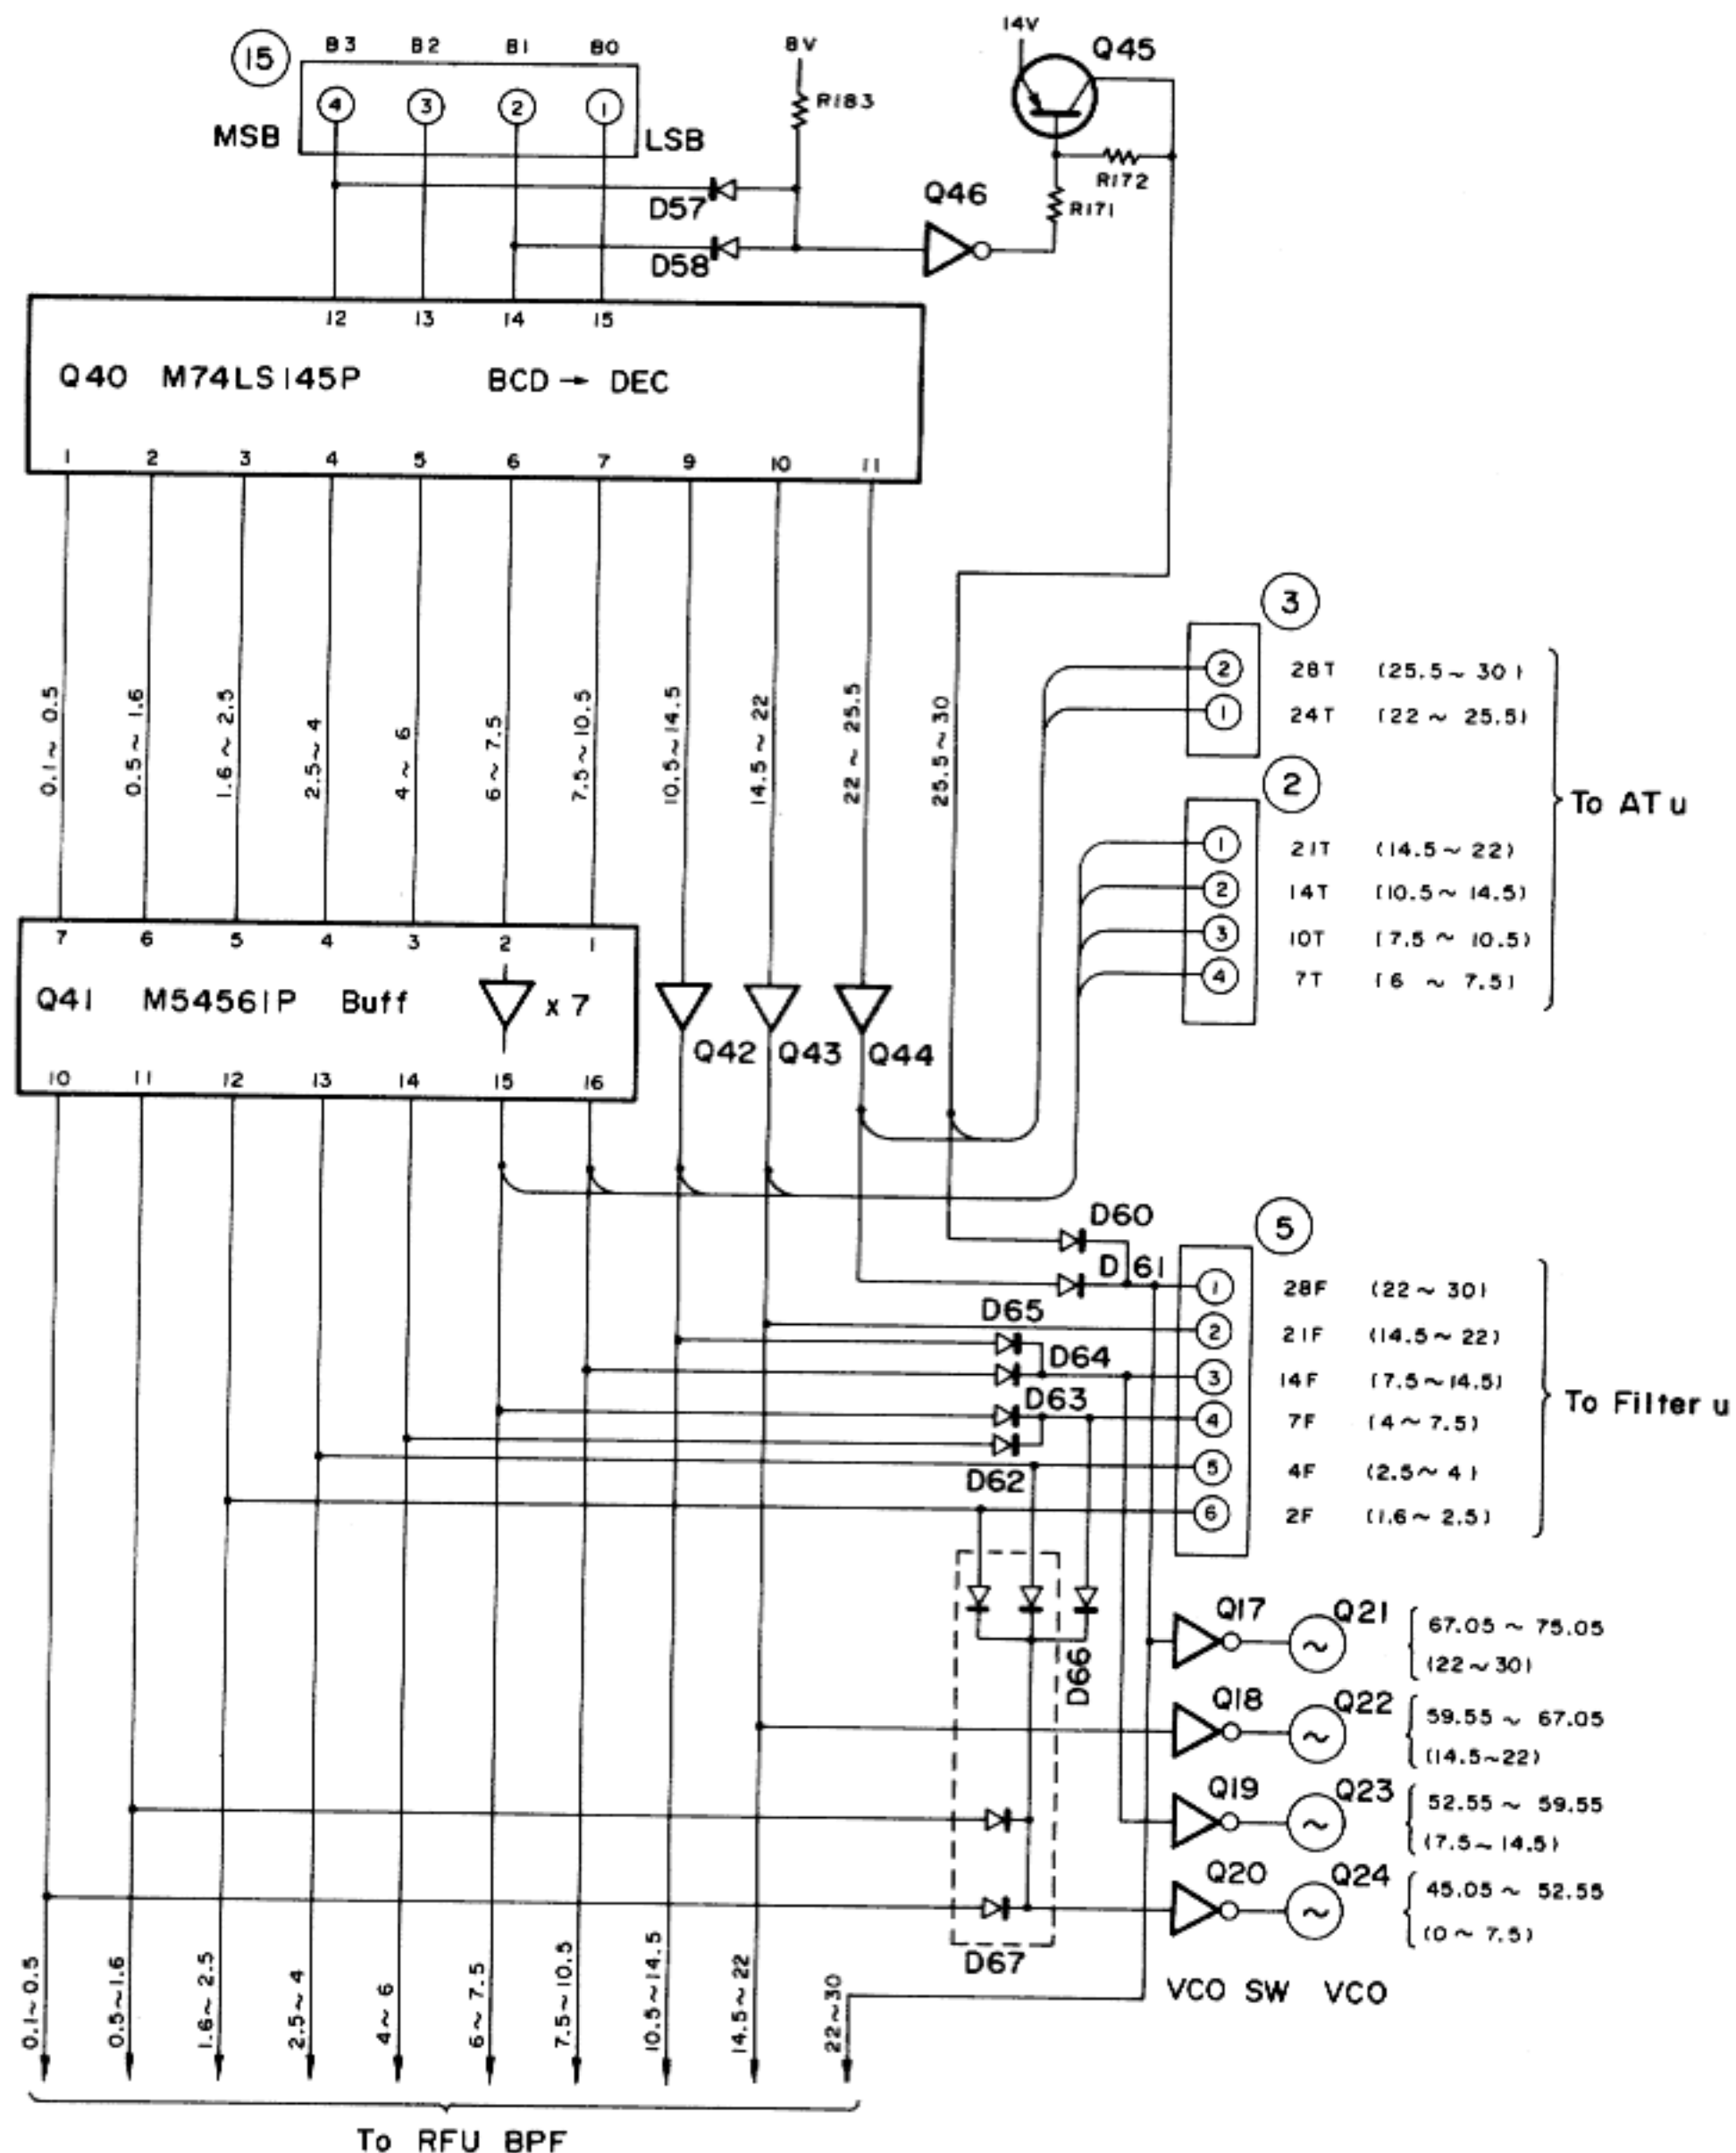 14V
Q45
15
B3 B2 B1 B0
8V
4 3 2 1
R183
MSB
LSB
R172
D57
Q46
R171
D58
12 13 14 15
Q40 M74LS145P BCD → DEC
1 2 3 4 5 6 7 9 10 11
0.1~0.5
0.5~1.6
1.6~2.5
2.5~4
4~6
6~7.5
7.5~10.5
10.5~14.5
14.5~22
22~25.5
25.5~30
3
2 28T (25.5~30)
1 24T (22~25.5)
2
1 21T (14.5~22)
2 14T (10.5~14.5)
3 10T (7.5~10.5)
4 7T (6~7.5)
To ATu
7 6 5 4 3 2 1
Q41 M54561P Buff x7
Q42 Q43 Q44
10 11 12 13 14 15 16
5
D60
D61
1 28F (22~30)
D65
2 21F (14.5~22)
D64
3 14F (7.5~14.5)
D63
4 7F (4~7.5)
D62
5 4F (2.5~4)
6 2F (1.6~2.5)
To Filter u
D66
D67
Q17 ~ Q21 67.05~75.05
(22~30)
Q18 ~ Q22 59.55~67.05
(14.5~22)
Q19 ~ Q23 52.55~59.55
(7.5~14.5)
Q20 ~ Q24 45.05~52.55
(0~7.5)
VCO SW VCO
0.1~0.5
0.5~1.6
1.6~2.5
2.5~4
4~6
6~7.5
7.5~10.5
10.5~14.5
14.5~22
22~30
To RFU BPF